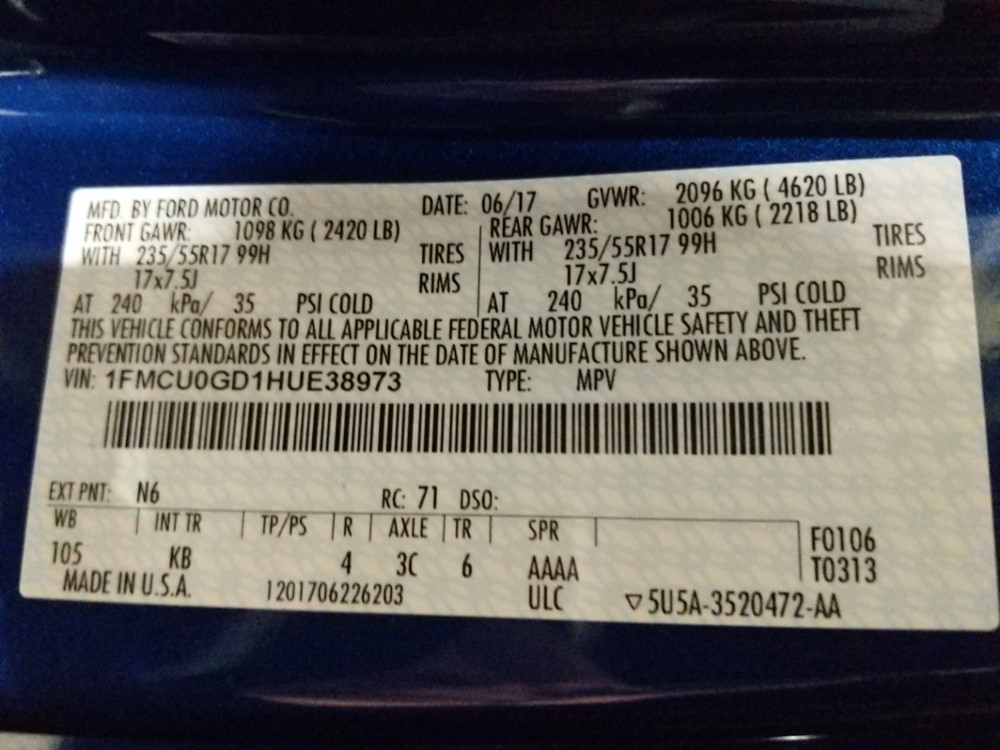 MFD. BY FORD MOTOR CO. DATE: 06/17 GVWR: 2096 KG ( 4620 LB)
FRONT GAWR: 1098 KG ( 2420 LB) REAR GAWR: 1006 KG ( 2218 LB)
WITH 235/55R17 99H TIRES WITH 235/55R17 99H TIRES
17x7.5J RIMS 17x7.5J RIMS
AT 240 kPa/ 35 PSI COLD AT 240 kPa/ 35 PSI COLD
THIS VEHICLE CONFORMS TO ALL APPLICABLE FEDERAL MOTOR VEHICLE SAFETY AND THEFT
PREVENTION STANDARDS IN EFFECT ON THE DATE OF MANUFACTURE SHOWN ABOVE.
VIN: 1FMCU0GD1HUE38973 TYPE: MPV
EXT PNT: N6 RC: 71 DSO:
WB INT TR TP/PS R AXLE TR SPR F0106
105 KB 4 3C 6 AAAA T0313
MADE IN U.S.A. 1201706226203 ULC ▽5U5A-3520472-AA